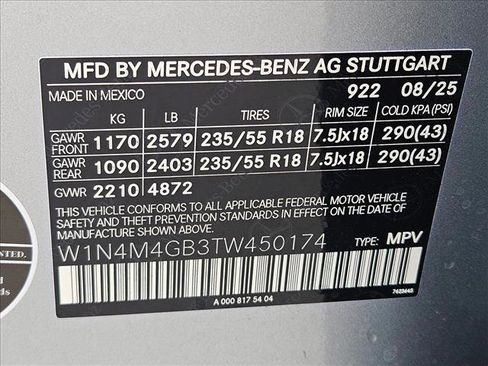 MFD BY MERCEDES-BENZ AG STUTTGART
MADE IN MEXICO 922 08/25
KG LB TIRES RIM SIZE COLD KPA(PSI)
GAWR FRONT 1170 2579 235/55 R18 7.5Jx18 290(43)
GAWR REAR 1090 2403 235/55 R18 7.5Jx18 290(43)
GVWR 2210 4872
THIS VEHICLE CONFORMS TO ALL APPLICABLE FEDERAL MOTOR VEHICLE
SAFETY AND THEFT PREVENTION STANDARDS IN EFFECT ON THE DATE OF
MANUFACTURE SHOWN ABOVE.
W1N4M4GB3TW450174 TYPE: MPV
A 000 817 54 04